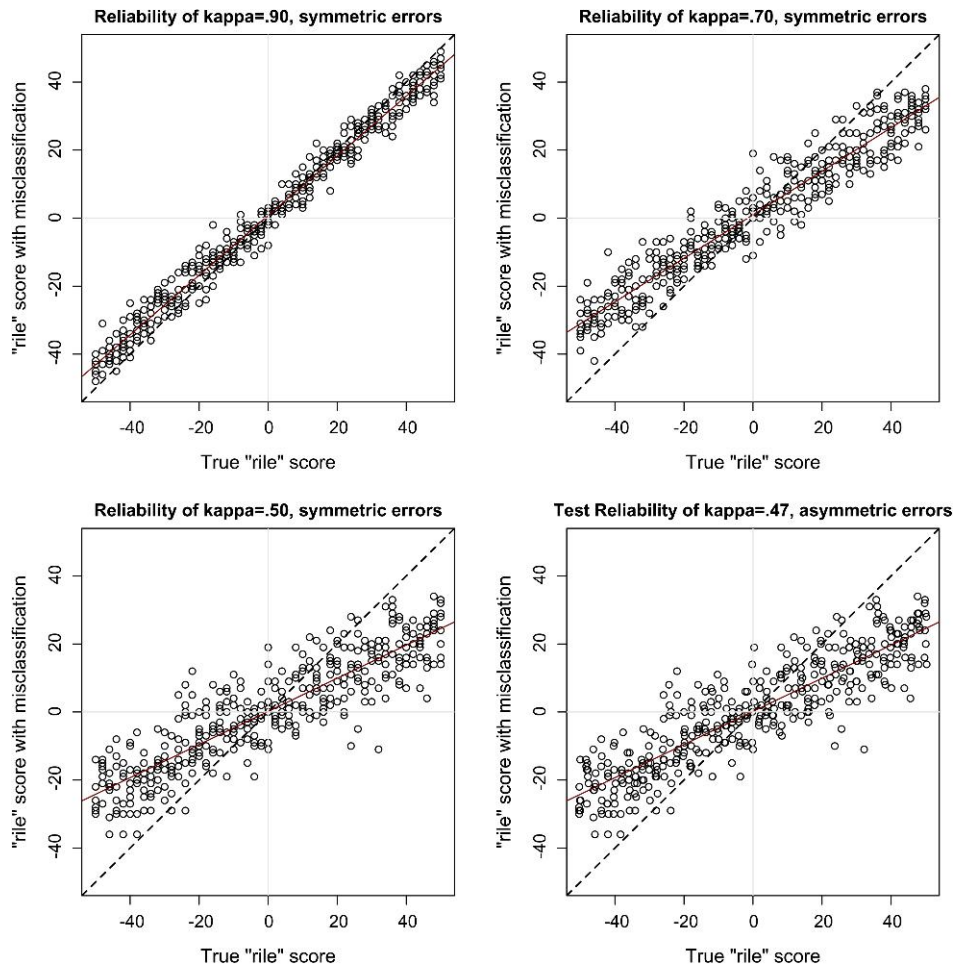 Reliability of kappa=.90, symmetric errors
"rile" score with misclassification
40
20
0
-20
-40
-40 -20 0 20 40
True "rile" score
Reliability of kappa=.70, symmetric errors
"rile" score with misclassification
40
20
0
-20
-40
-40 -20 0 20 40
True "rile" score
Reliability of kappa=.50, symmetric errors
"rile" score with misclassification
40
20
0
-20
-40
-40 -20 0 20 40
True "rile" score
Test Reliability of kappa=.47, asymmetric errors
"rile" score with misclassification
40
20
0
-20
-40
-40 -20 0 20 40
True "rile" score